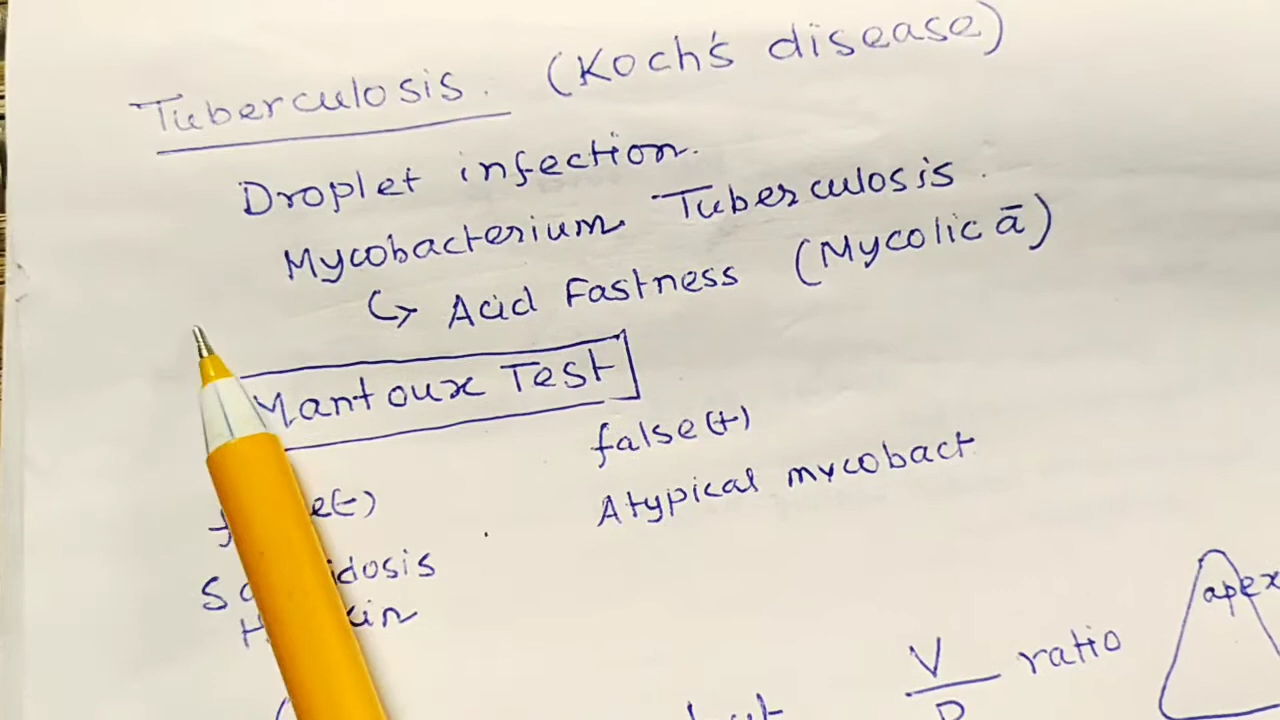 Tuberculosis. (Koch's disease)
Droplet infection.
Mycobacterium Tuberculosis.
↳ Acid Fastness (Mycolic ā)
Mantoux Test
false(+)
Atypical mycobact
apex
V
ratio